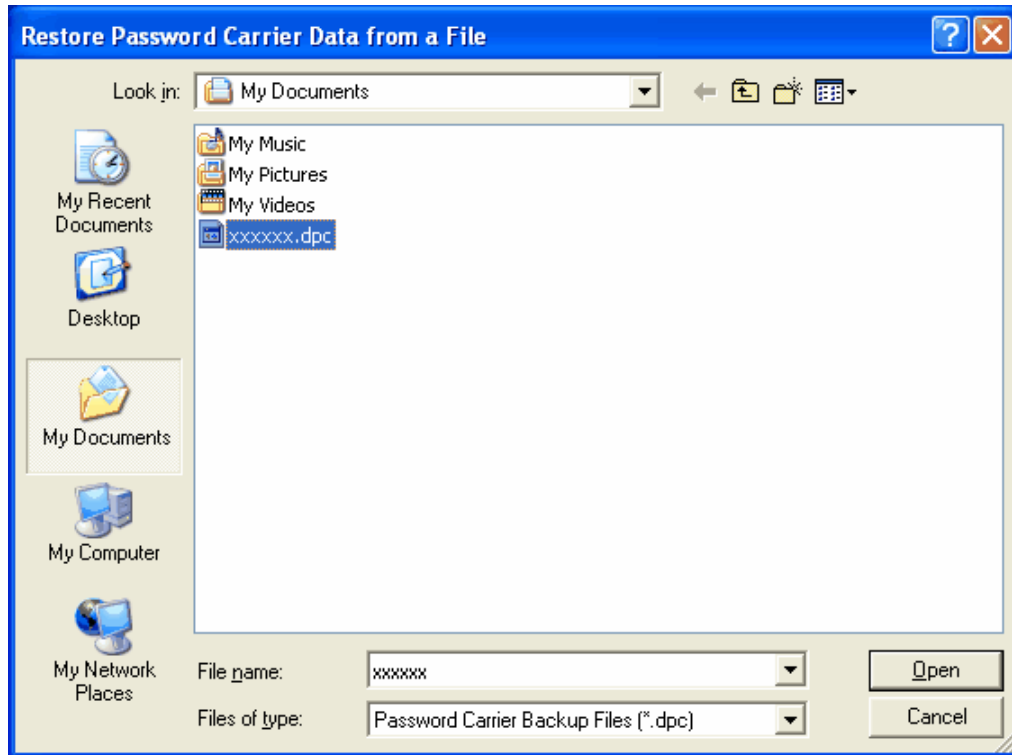 Restore Password Carrier Data from a File
Look in: My Documents
My Recent
Documents
Desktop
My Documents
My Computer
My Network
Places
My Music
My Pictures
My Videos
xxxxxx.dpc
File name: xxxxxx Open
Files of type: Password Carrier Backup Files (*.dpc) Cancel